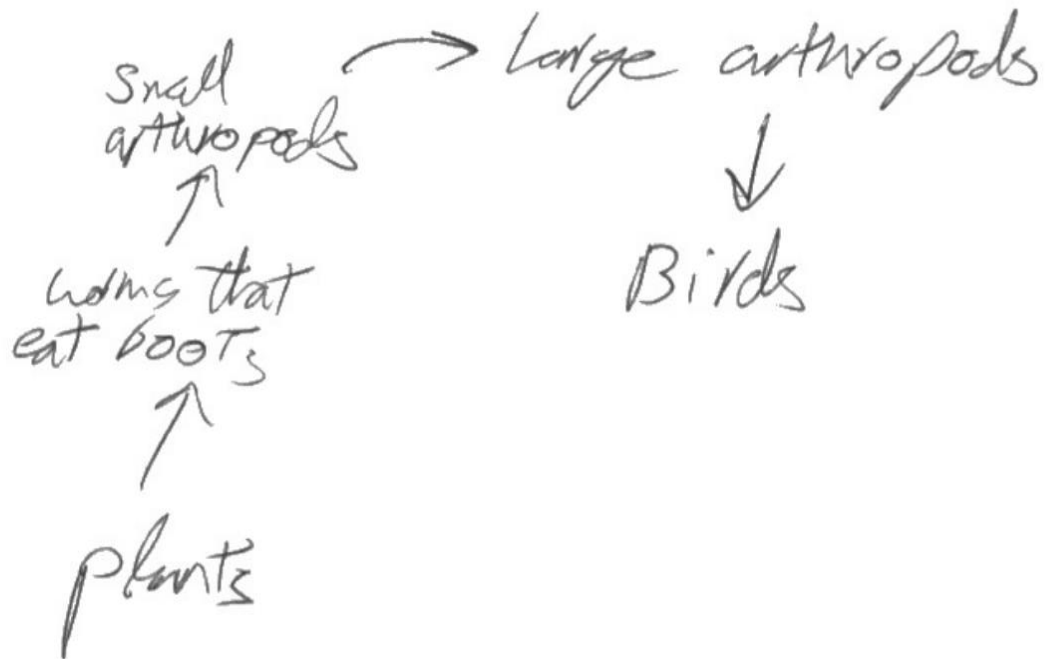 Small
arthropods
Large arthropods
worms that
eat roots
Birds
plants